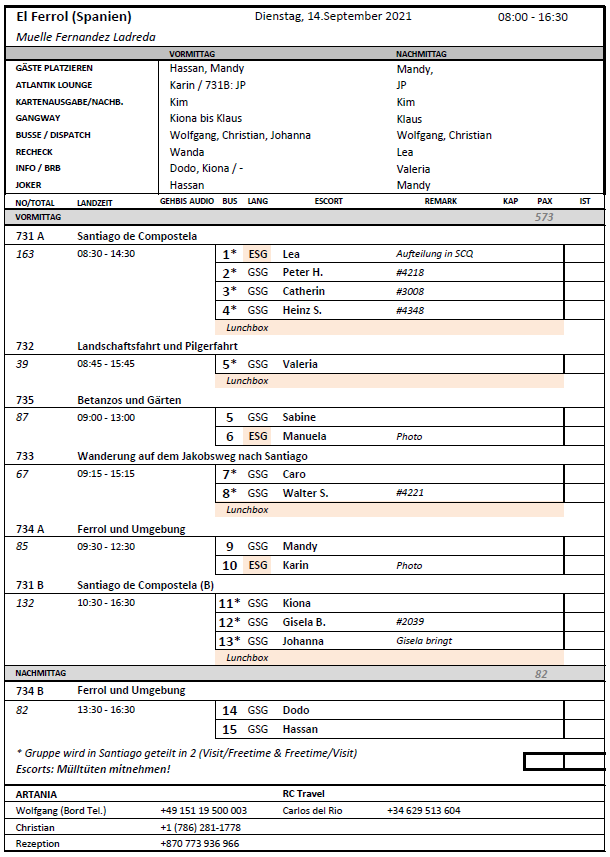 El Ferrol (Spanien) Dienstag, 14.September 2021 08:00 - 16:30
Muelle Fernandez Ladreda
VORMITTAG NACHMITTAG
GÄSTE PLATZIEREN Hassan, Mandy Mandy,
ATLANTIK LOUNGE Karin / 731B: JP JP
KARTENAUSGABE/NACHB. Kim Kim
GANGWAY Kiona bis Klaus Klaus
BUSSE / DISPATCH Wolfgang, Christian, Johanna Wolfgang, Christian
RECHECK Wanda Lea
INFO / BRB Dodo, Kiona / - Valeria
JOKER Hassan Mandy
NO/TOTAL LANDZEIT GEHBIS AUDIO BUS LANG ESCORT REMARK KAP PAX IST
VORMITTAG 573
731 A Santiago de Compostela
163 08:30 - 14:30 1* ESG Lea Aufteilung in SCQ
2* GSG Peter H. #4218
3* GSG Catherin #3008
4* GSG Heinz S. #4348
Lunchbox
732 Landschaftsfahrt und Pilgerfahrt
39 08:45 - 15:45 5* GSG Valeria
Lunchbox
735 Betanzos und Gärten
87 09:00 - 13:00 5 GSG Sabine
6 ESG Manuela Photo
733 Wanderung auf dem Jakobsweg nach Santiago
67 09:15 - 15:15 7* GSG Caro
8* GSG Walter S. #4221
Lunchbox
734 A Ferrol und Umgebung
85 09:30 - 12:30 9 GSG Mandy
10 ESG Karin Photo
731 B Santiago de Compostela (B)
132 10:30 - 16:30 11* GSG Kiona
12* GSG Gisela B. #2039
13* GSG Johanna Gisela bringt
Lunchbox
NACHMITTAG 82
734 B Ferrol und Umgebung
82 13:30 - 16:30 14 GSG Dodo
15 GSG Hassan
* Gruppe wird in Santiago geteilt in 2 (Visit/Freetime & Freetime/Visit)
Escorts: Mülltüten mitnehmen!
ARTANIA RC Travel
Wolfgang (Bord Tel.) +49 151 19 500 003 Carlos del Rio +34 629 513 604
Christian +1 (786) 281-1778
Rezeption +870 773 936 966